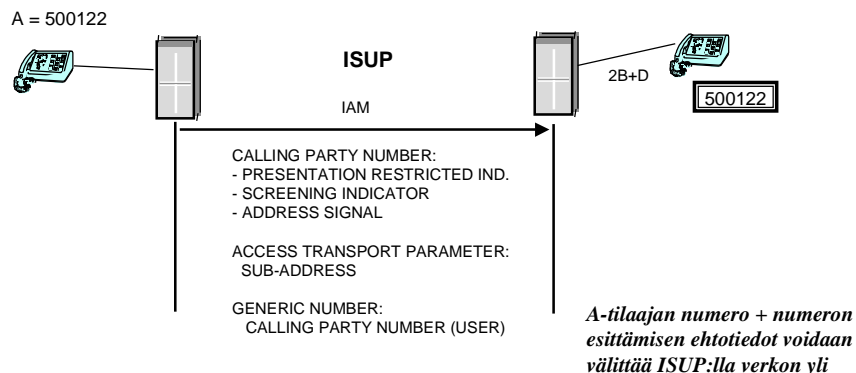 A = 500122
ISUP
2B+D
500122
IAM
CALLING PARTY NUMBER:
- PRESENTATION RESTRICTED IND.
- SCREENING INDICATOR
- ADDRESS SIGNAL
ACCESS TRANSPORT PARAMETER:
SUB-ADDRESS
GENERIC NUMBER:
CALLING PARTY NUMBER (USER)
A-tilaajan numero + numeron
esittämisen ehtotiedot voidaan
välittää ISUP:lla verkon yli